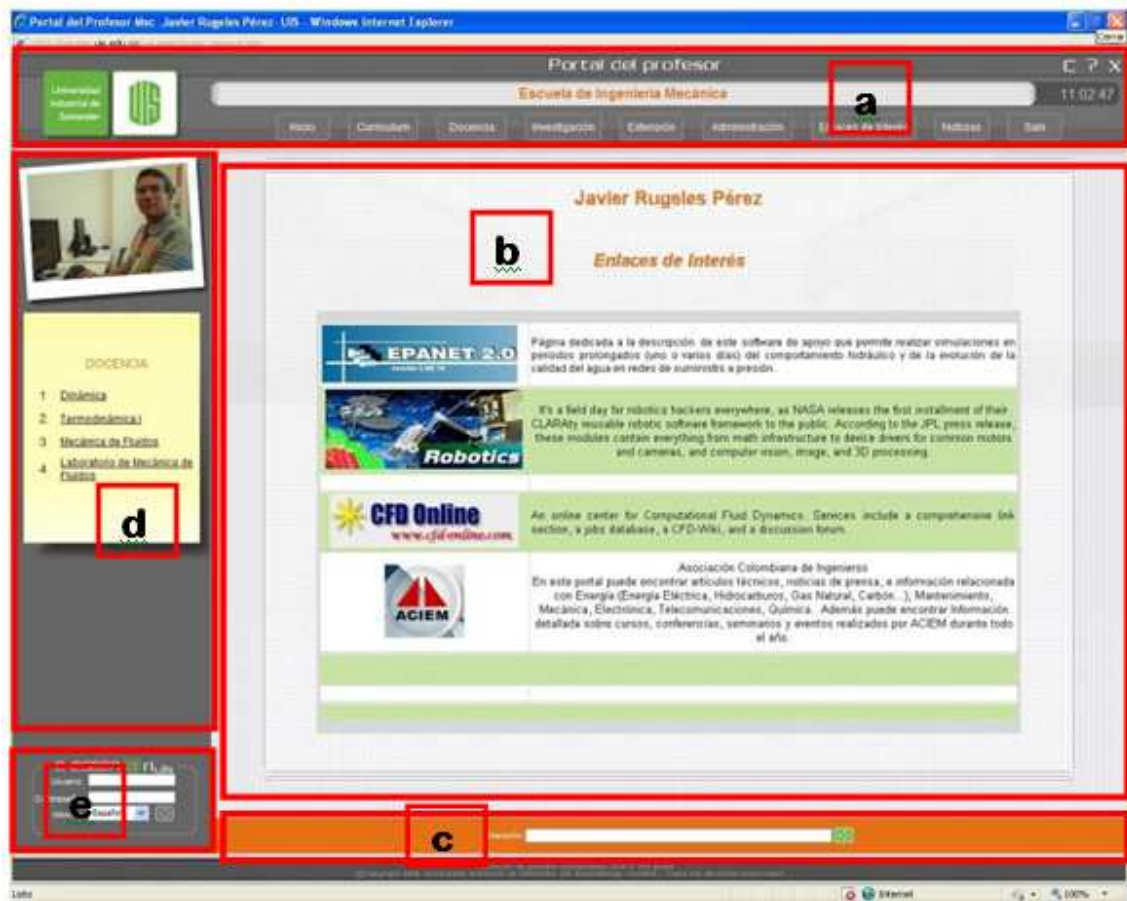 Portal del Profesor Msc. Javier Rugeles Pérez UIS - Windows Internet Explorer
Cerrar
Portal del profesor
? X
Universidad
Industrial de
Santander
Escuela de Ingeniería Mecánica
a
11:02:47
Inicio Curriculum Docencia Investigación Extensión Administración Enlaces de Interés Noticias Salir
Javier Rugeles Pérez
b
Enlaces de Interés
EPANET 2.0
Página dedicada a la descripción de este software de apoyo que permite realizar simulaciones en
periodos prolongados (uno o varios días) del comportamiento hidráulico y de la evolución de la
calidad del agua en redes de suministro a presión.
DOCENCIA
1 Dinámica
2 Termodinámica I
3 Mecánica de Fluidos
4 Laboratorio de Mecánica de
Fluidos
d
Robotics
It's a field day for robotics hackers everywhere, as NASA releases the first installment of their
CLARAty reusable robotic software framework to the public. According to the JPL press release,
these modules contain everything from math infrastructure to device drivers for common motors
and cameras, and computer vision, image, and 3D processing.
CFD Online
www.cfd-online.com
An online center for Computational Fluid Dynamics. Services include a comprehensive link
section, a jobs database, a CFD-Wiki, and a discussion forum.
ACIEM
Asociación Colombiana de Ingenieros
En este portal puede encontrar artículos técnicos, noticias de prensa, e información relacionada
con Energía (Energía Eléctrica, Hidrocarburos, Gas Natural, Carbón...), Mantenimiento,
Mecánica, Electrónica, Telecomunicaciones, Química. Además puede encontrar Información
detallada sobre cursos, conferencias, seminarios y eventos realizados por ACIEM durante todo
el año.
e
Español
c
Listo
Internet
100%